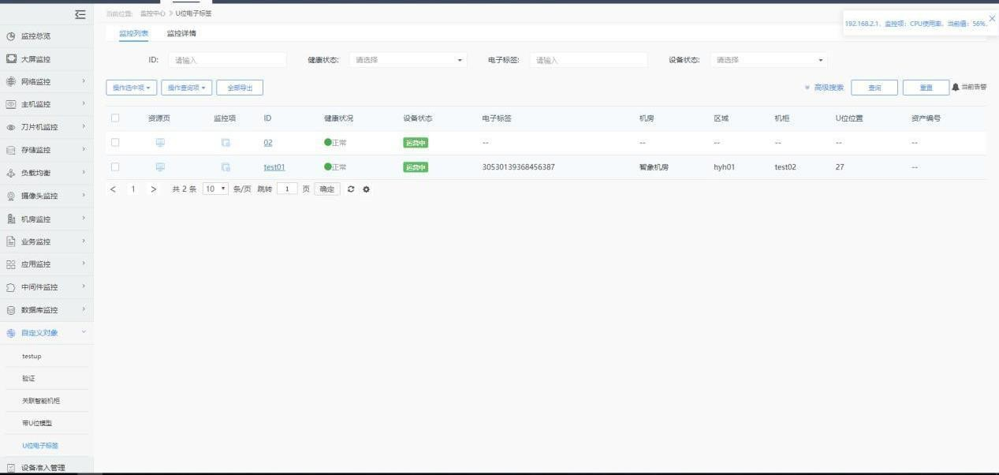 当前位置: 监控中心 > U位电子标签
192.168.2.1, 监控项: CPU使用率, 当前值: 56%,
监控列表 监控详情
ID: 请输入 健康状态: 请选择 电子标签: 请输入 设备状态: 请选择
操作选中项 操作查询项 全部导出 高级搜索 查询 重置 当前告警
资源页 监控项 ID 健康状况 设备状态 电子标签 机房 区域 机柜 U位位置 资产编号
02 正常 运营中 -- -- -- -- -- --
test01 正常 运营中 30530139368456387 智象机房 hyh01 test02 27 --
< 1 > 共 2 条 10 条/页 跳转 1 页 确定
监控总览
大屏监控
网络监控
主机监控
刀片机监控
存储监控
负载均衡
摄像头监控
机房监控
业务监控
应用监控
中间件监控
数据库监控
自定义对象
testup
验证
关联智能机柜
带U位模型
U位电子标签
设备准入管理